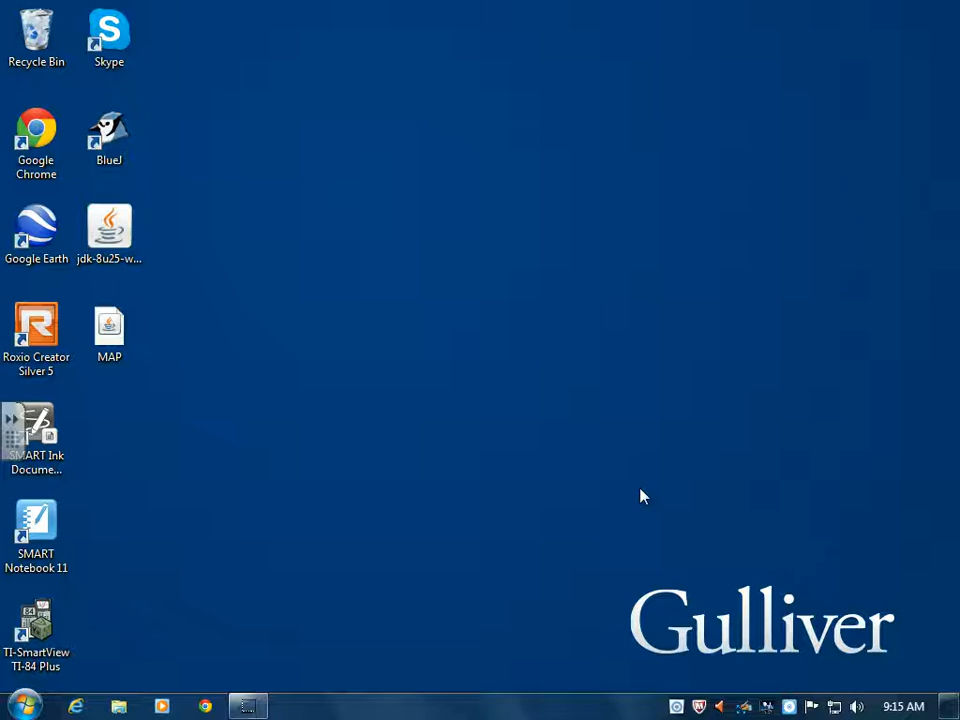 Recycle Bin
Skype
Google
Chrome
BlueJ
Google Earth
jdk-8u25-w...
Roxio Creator
Silver 5
MAP
SMART Ink
Docume...
SMART
Notebook 11
84
TI-SmartView
TI-84 Plus
Gulliver
9:15 AM